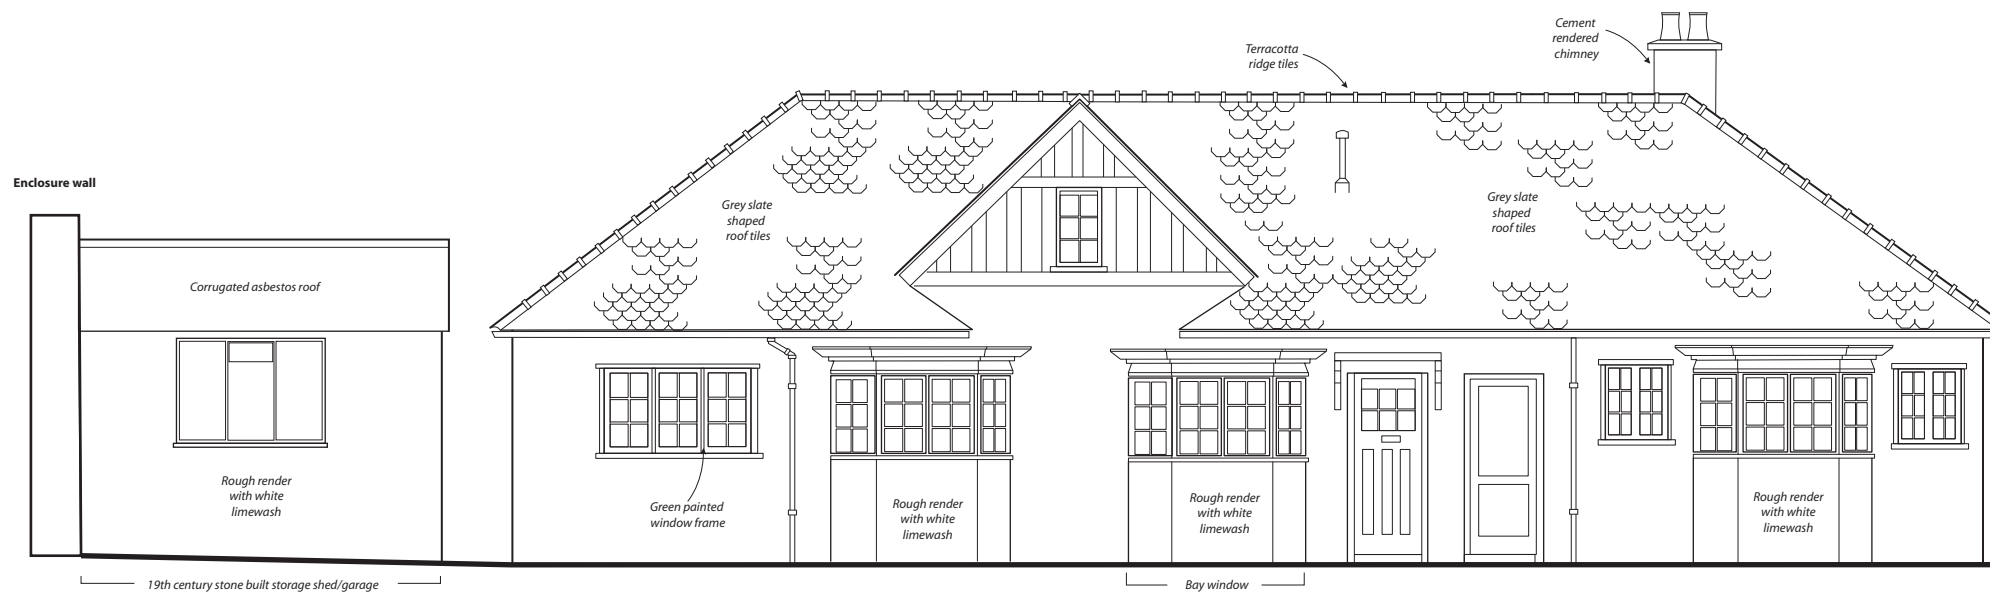 Cement
rendered
chimney
Terracotta
ridge tiles
Enclosure wall
Grey slate
shaped
roof tiles
Grey slate
shaped
roof tiles
Corrugated asbestos roof
Rough render
with white
limewash
Green painted
window frame
Rough render
with white
limewash
Rough render
with white
limewash
Rough render
with white
limewash
19th century stone built storage shed/garage
Bay window